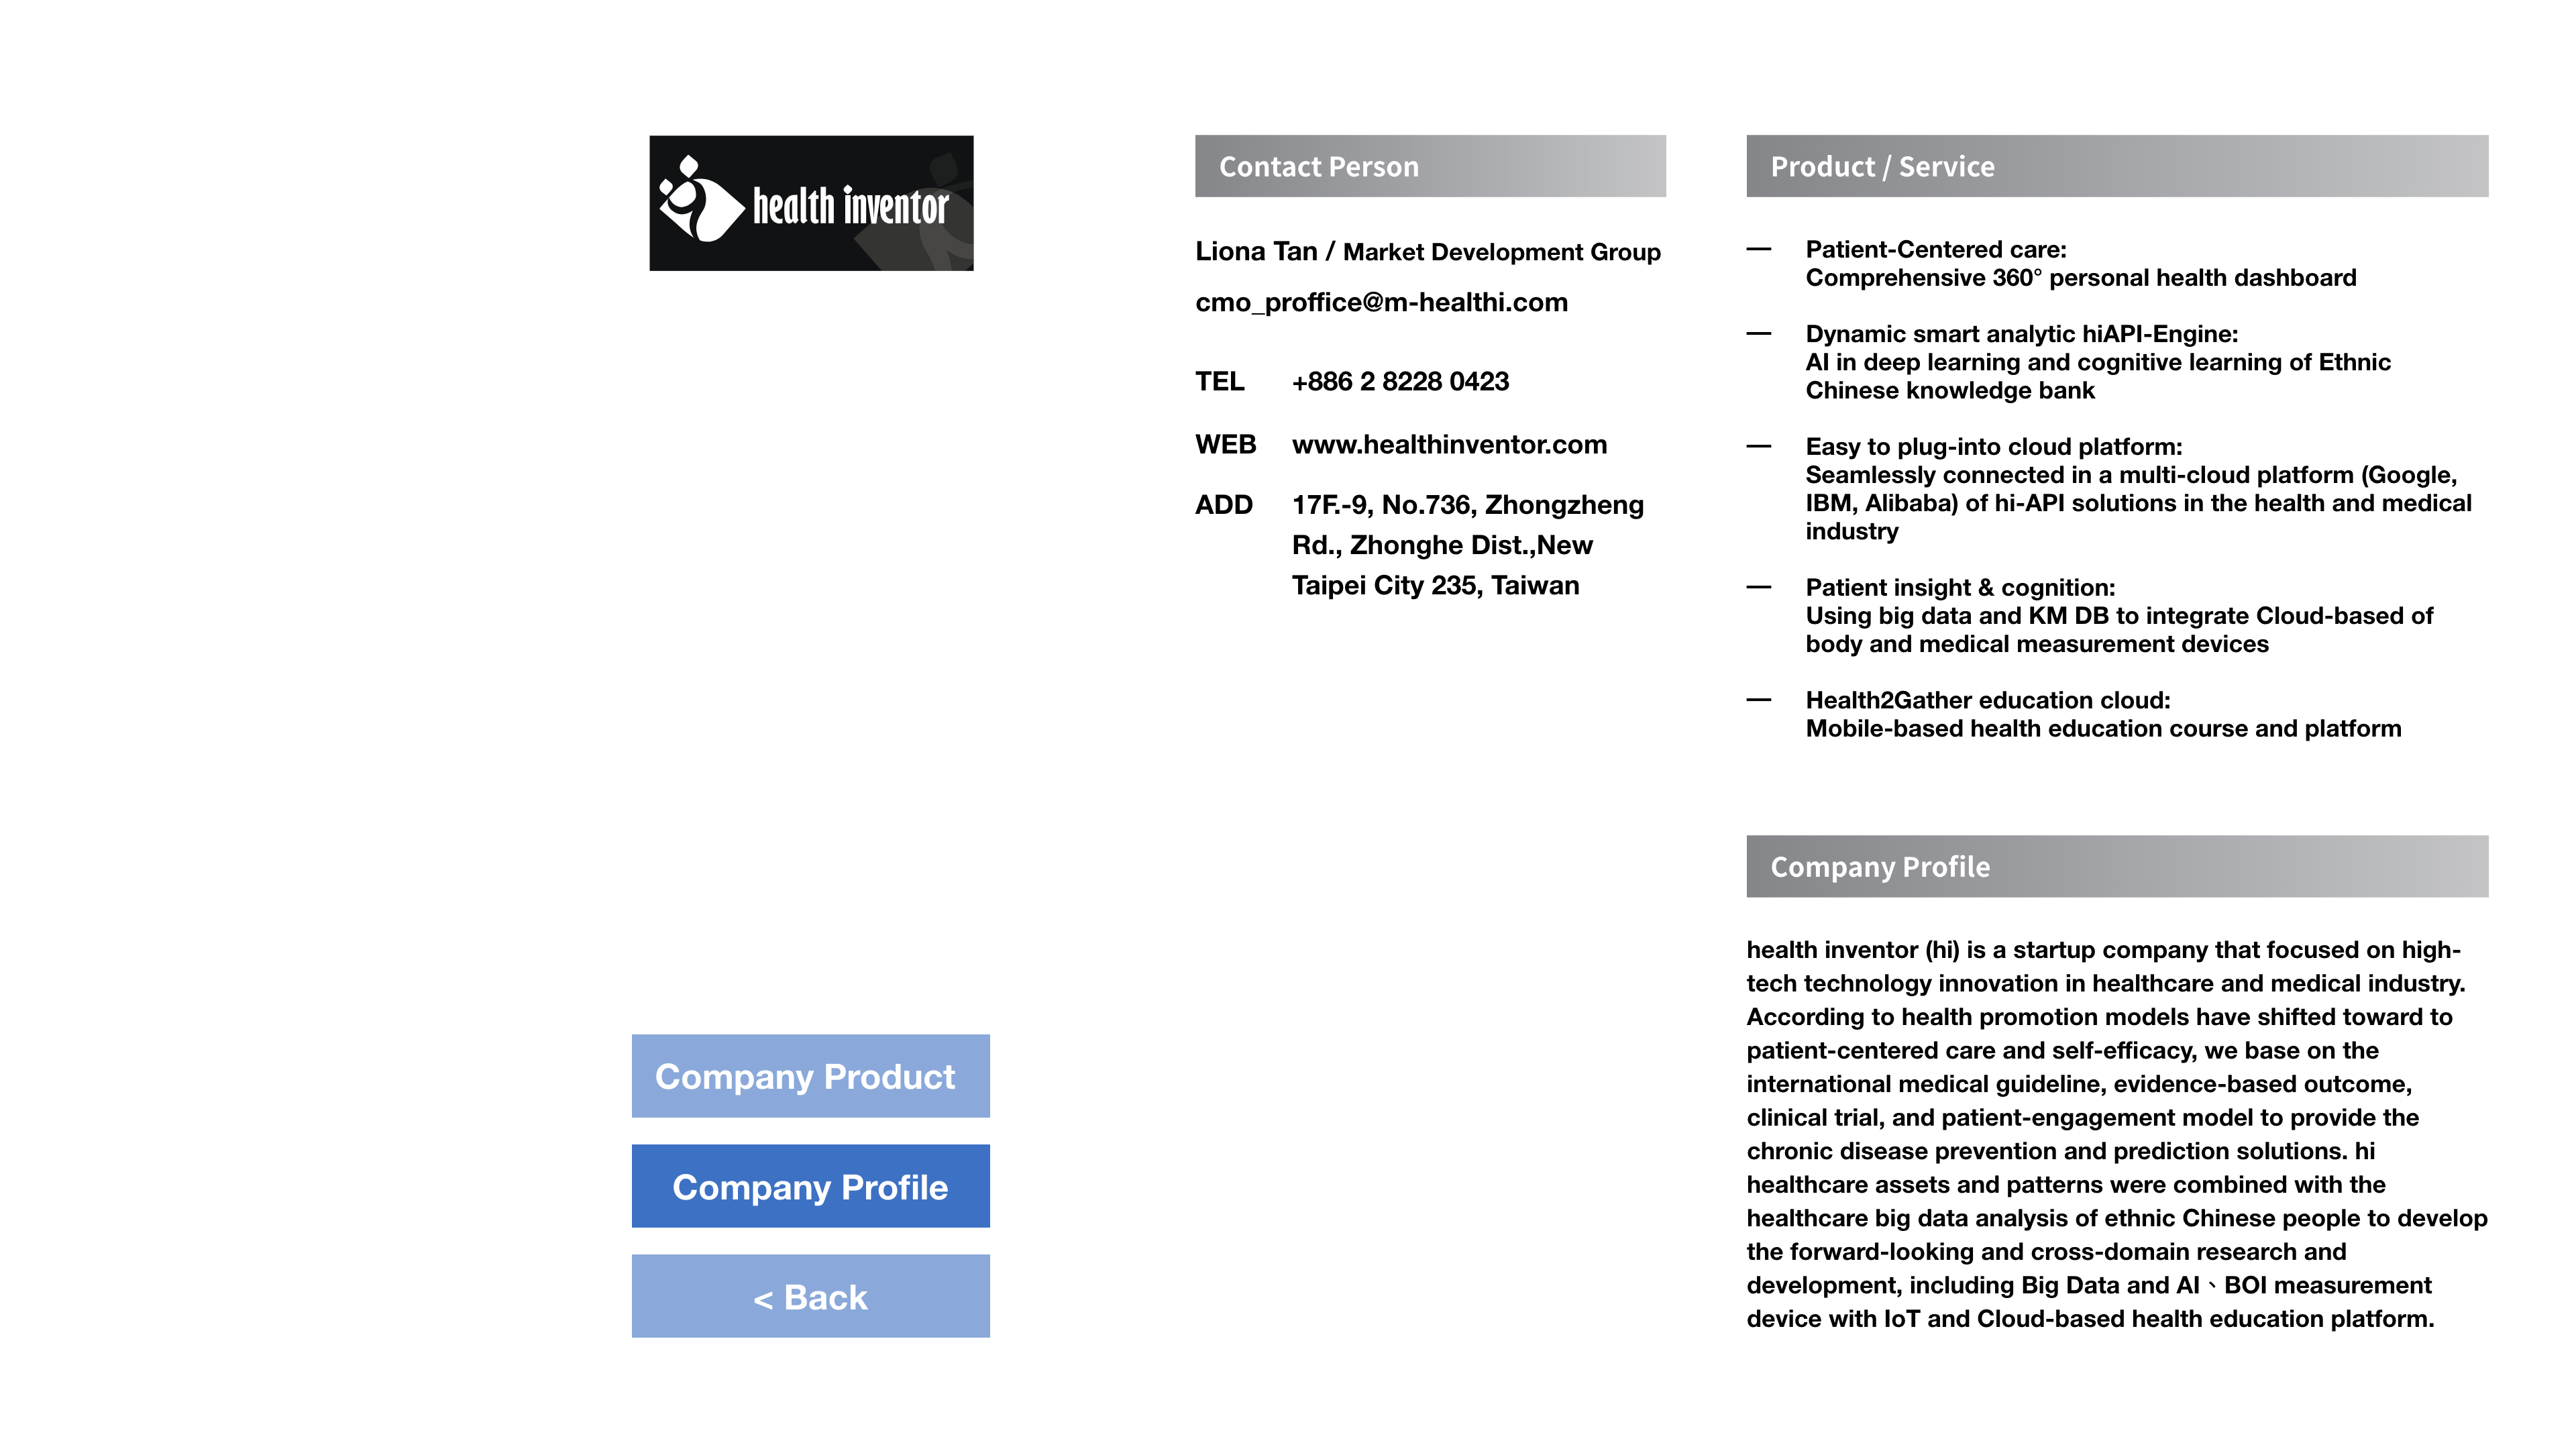 health inventor
Company Product
Company Profile
< Back
Contact Person
Liona Tan / Market Development Group
cmo_proffice@m-healthi.com
TEL +886 2 8228 0423
WEB www.healthinventor.com
ADD 17F.-9, No.736, Zhongzheng
Rd., Zhonghe Dist.,New
Taipei City 235, Taiwan
Product / Service
— Patient-Centered care:
Comprehensive 360° personal health dashboard
— Dynamic smart analytic hiAPI-Engine:
AI in deep learning and cognitive learning of Ethnic
Chinese knowledge bank
— Easy to plug-into cloud platform:
Seamlessly connected in a multi-cloud platform (Google,
IBM, Alibaba) of hi-API solutions in the health and medical
industry
— Patient insight & cognition:
Using big data and KM DB to integrate Cloud-based of
body and medical measurement devices
— Health2Gather education cloud:
Mobile-based health education course and platform
Company Profile
health inventor (hi) is a startup company that focused on high-
tech technology innovation in healthcare and medical industry.
According to health promotion models have shifted toward to
patient-centered care and self-efficacy, we base on the
international medical guideline, evidence-based outcome,
clinical trial, and patient-engagement model to provide the
chronic disease prevention and prediction solutions. hi
healthcare assets and patterns were combined with the
healthcare big data analysis of ethnic Chinese people to develop
the forward-looking and cross-domain research and
development, including Big Data and AI、BOI measurement
device with IoT and Cloud-based health education platform.